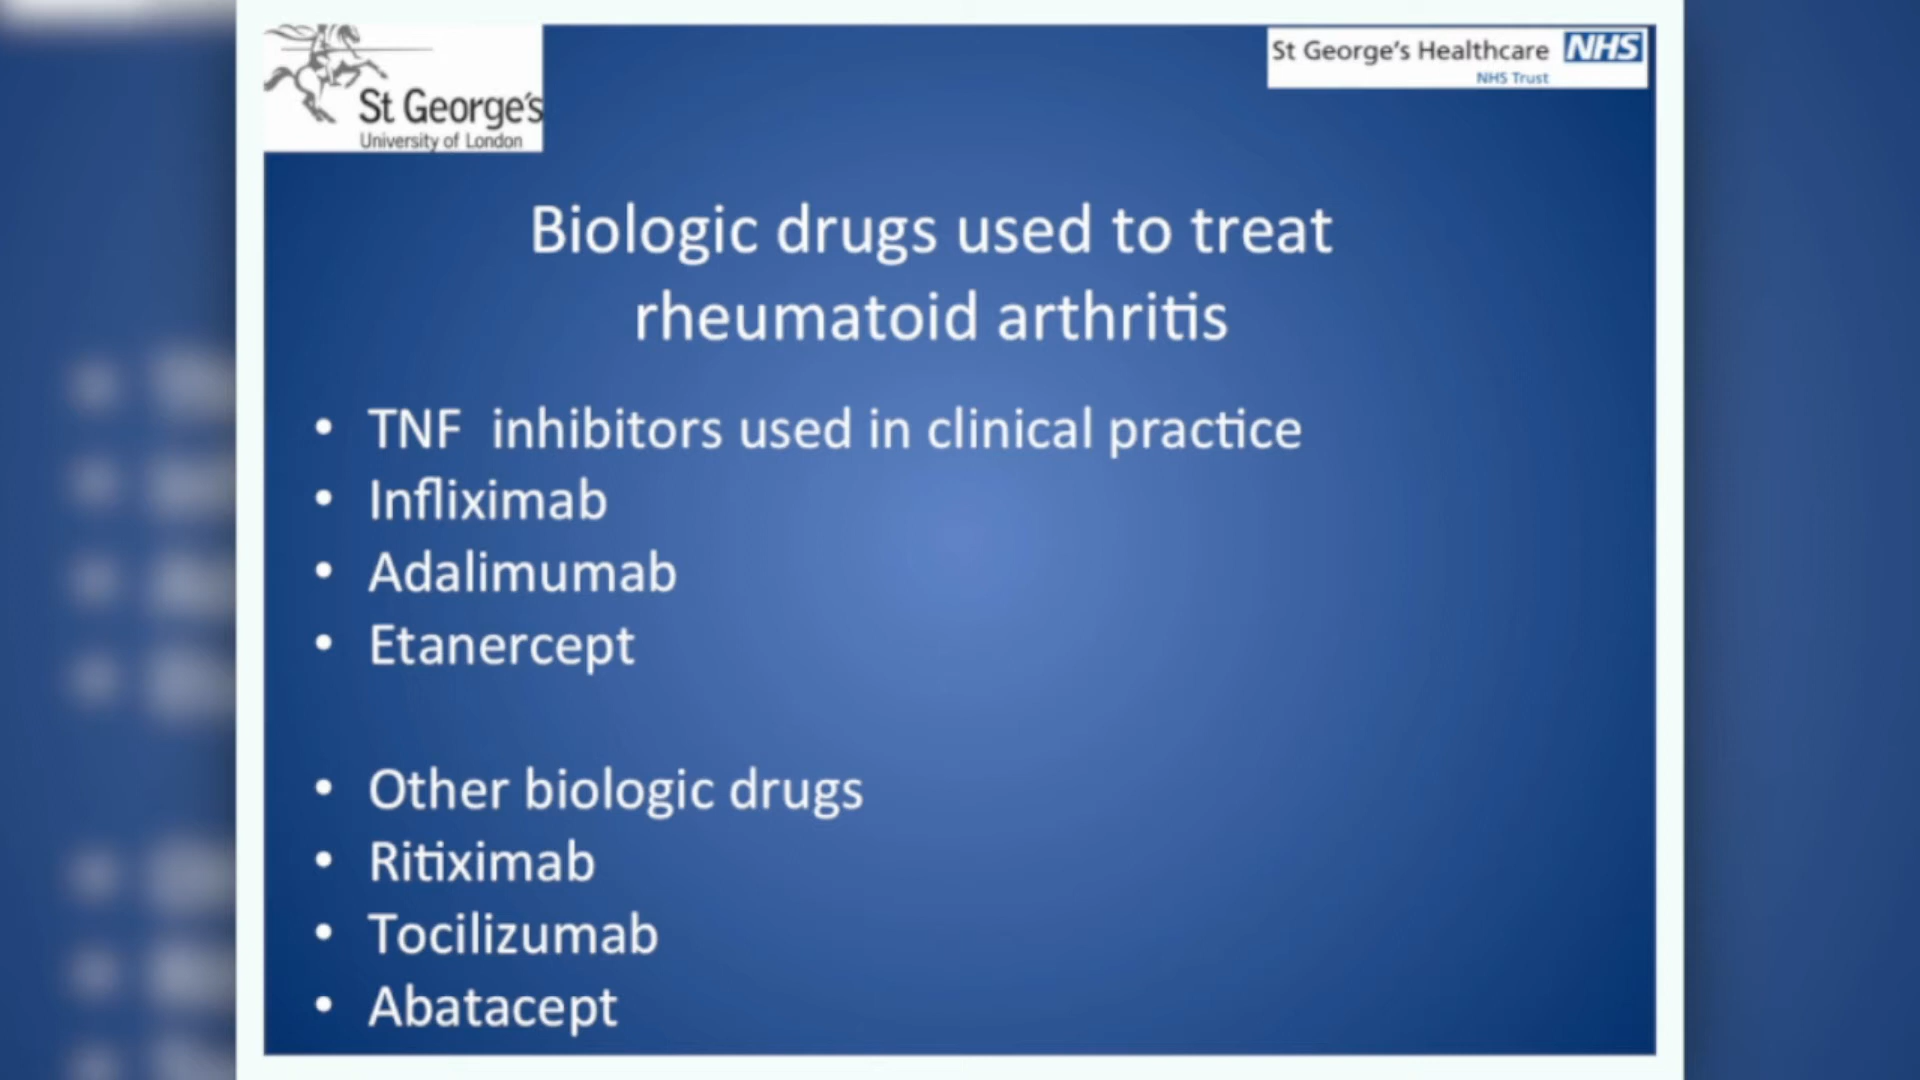 St George's
University of London
St George's Healthcare NHS
NHS Trust
Biologic drugs used to treat
rheumatoid arthritis
• TNF inhibitors used in clinical practice
• Infliximab
• Adalimumab
• Etanercept
• Other biologic drugs
• Ritiximab
• Tocilizumab
• Abatacept